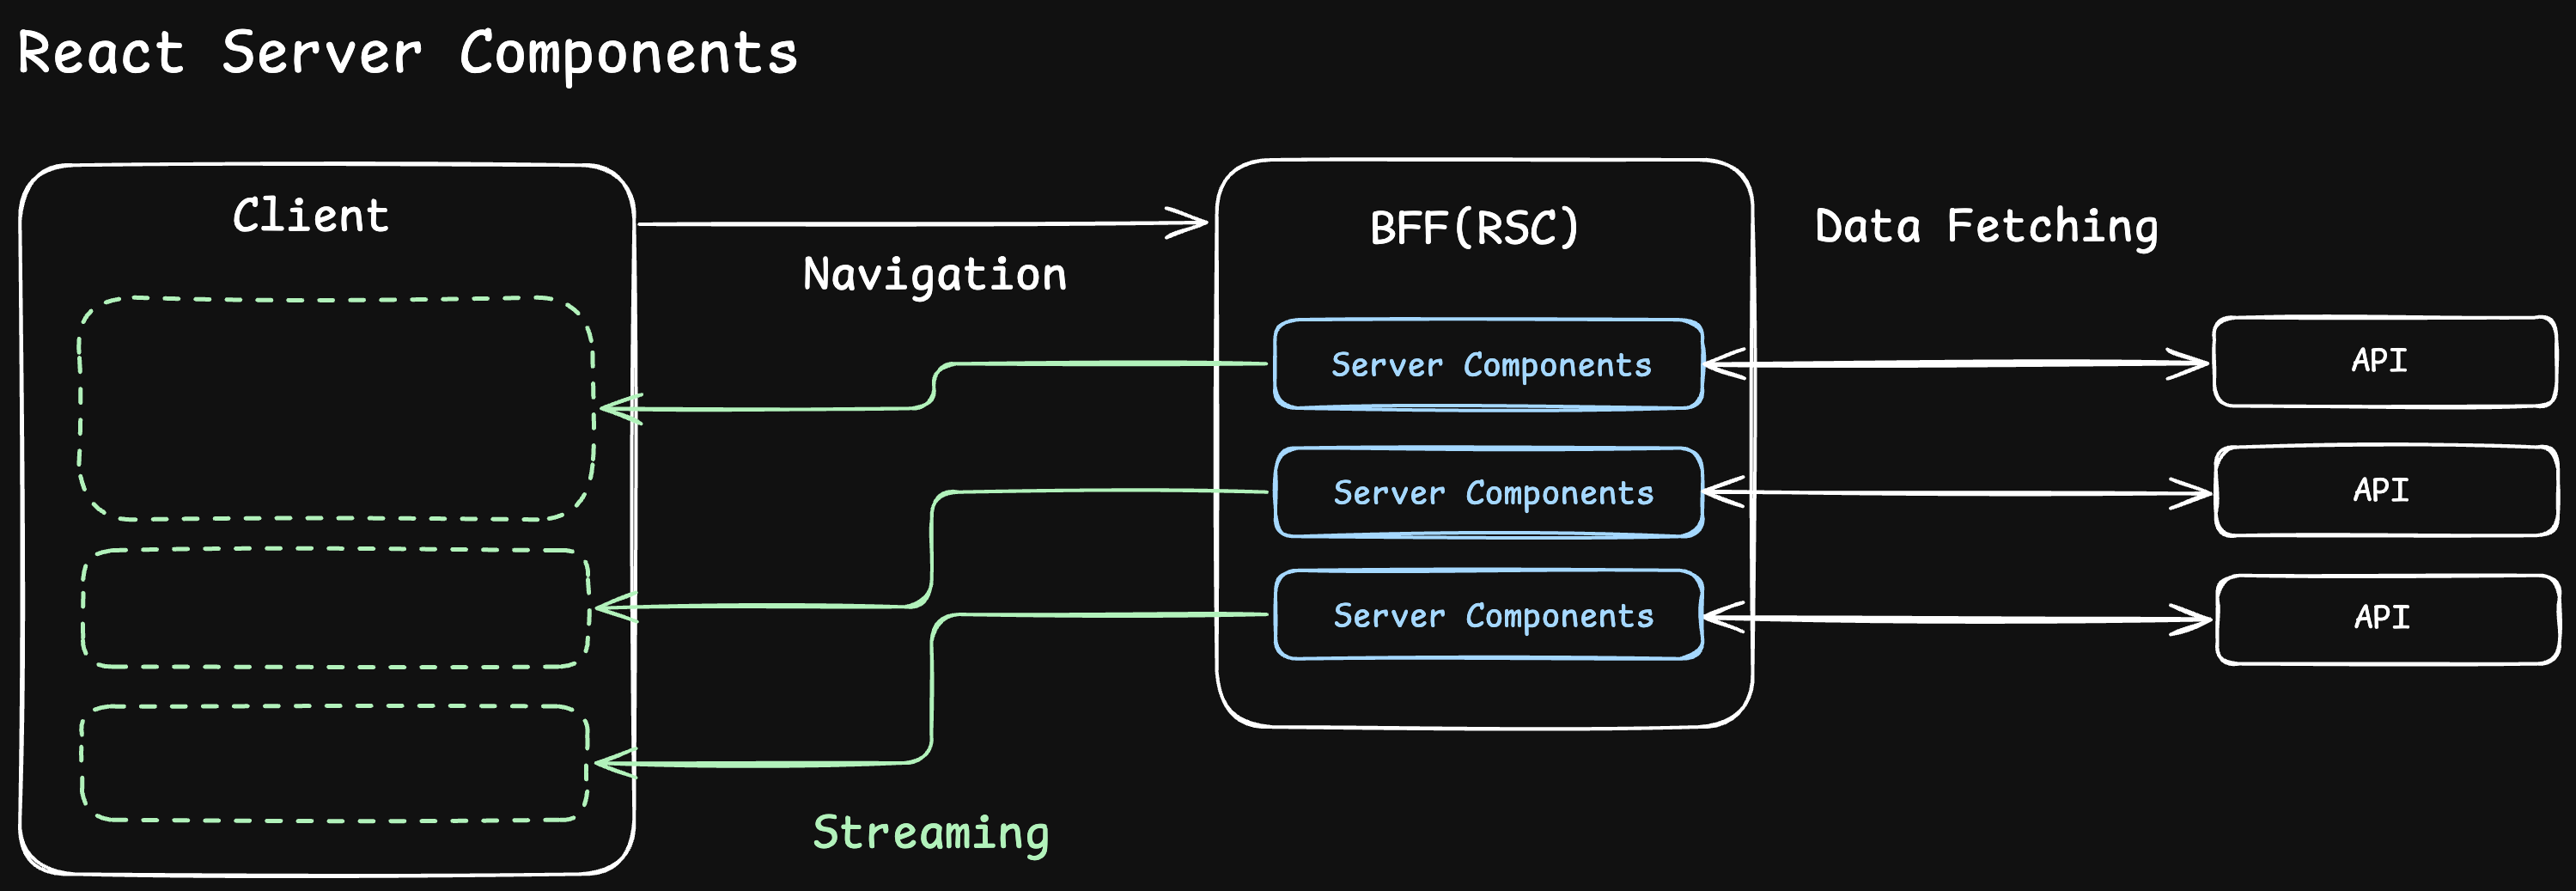 React Server Components
Client
Navigation
BFF(RSC)
Data Fetching
Server Components
API
Server Components
API
Server Components
API
Streaming